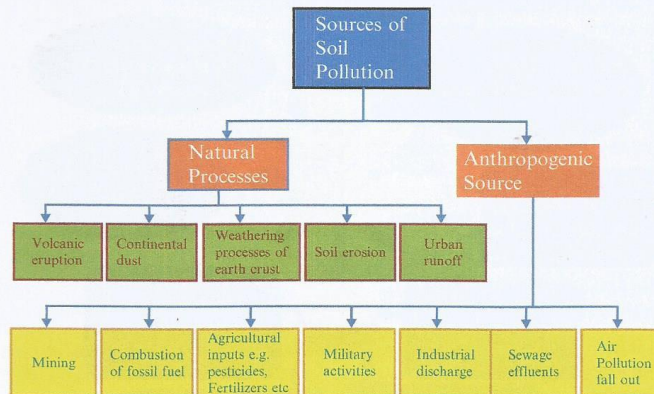 Sources of
Soil
Pollution
Natural
Processes
Anthropogenic
Source
Volcanic
eruption
Continental
dust
Weathering
processes of
earth crust
Soil erosion
Urban
runoff
Mining
Combustion
of fossil fuel
Agricultural
inputs e.g.
pesticides,
Fertilizers etc
Military
activities
Industrial
discharge
Sewage
effluents
Air
Pollution
fall out